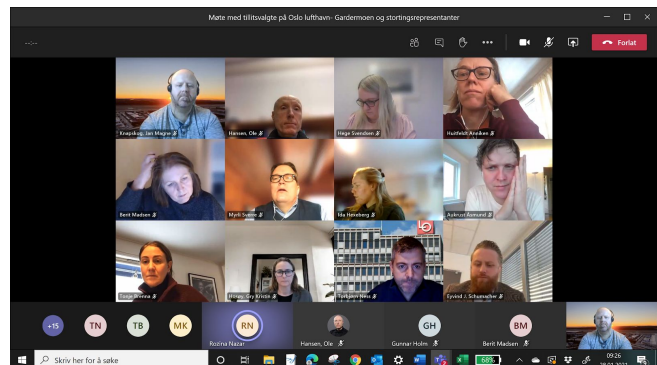 Møte med tillitsvalgte på Oslo lufthavn- Gardermoen og stortingsrepresentanter
--:--
Forlat
Knapskog, Jan Magne
Hansen, Ole
Hege Svendsen
Huitfeldt Anniken
Berit Madsen
Myrli Sverre
Ida Hexeberg
Aukrust Åsmund
LO
Tonje Brenna
Gry Kristin
Torbjørn Ness
Eyvind J. Schumacher
+15
TN
TB
MK
RN
GH
BM
Rozina Nazar
Hansen, Ole
Gunnar Holm
Berit Madsen
Skriv her for å søke
68%
09:26